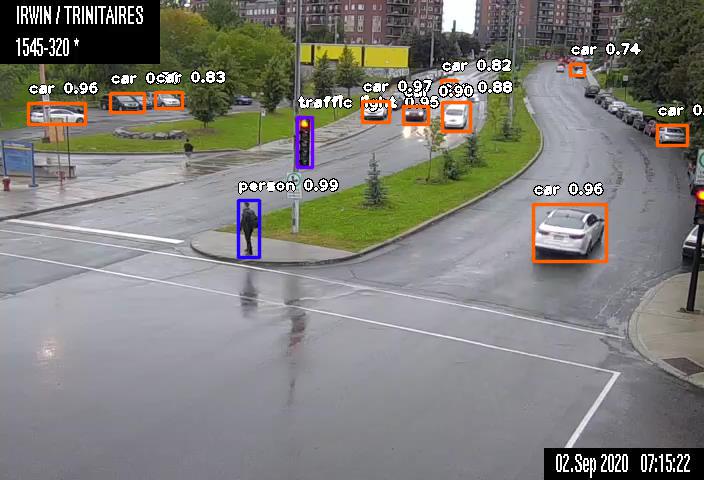 IRWIN / TRINITAIRES
1545-320 *
car 0.74
car 0.82
car 0.96
car 0.83
car 0.97
0.90
0.88
traffic light 0.95
person 0.99
car 0.96
02.Sep 2020 07:15:22